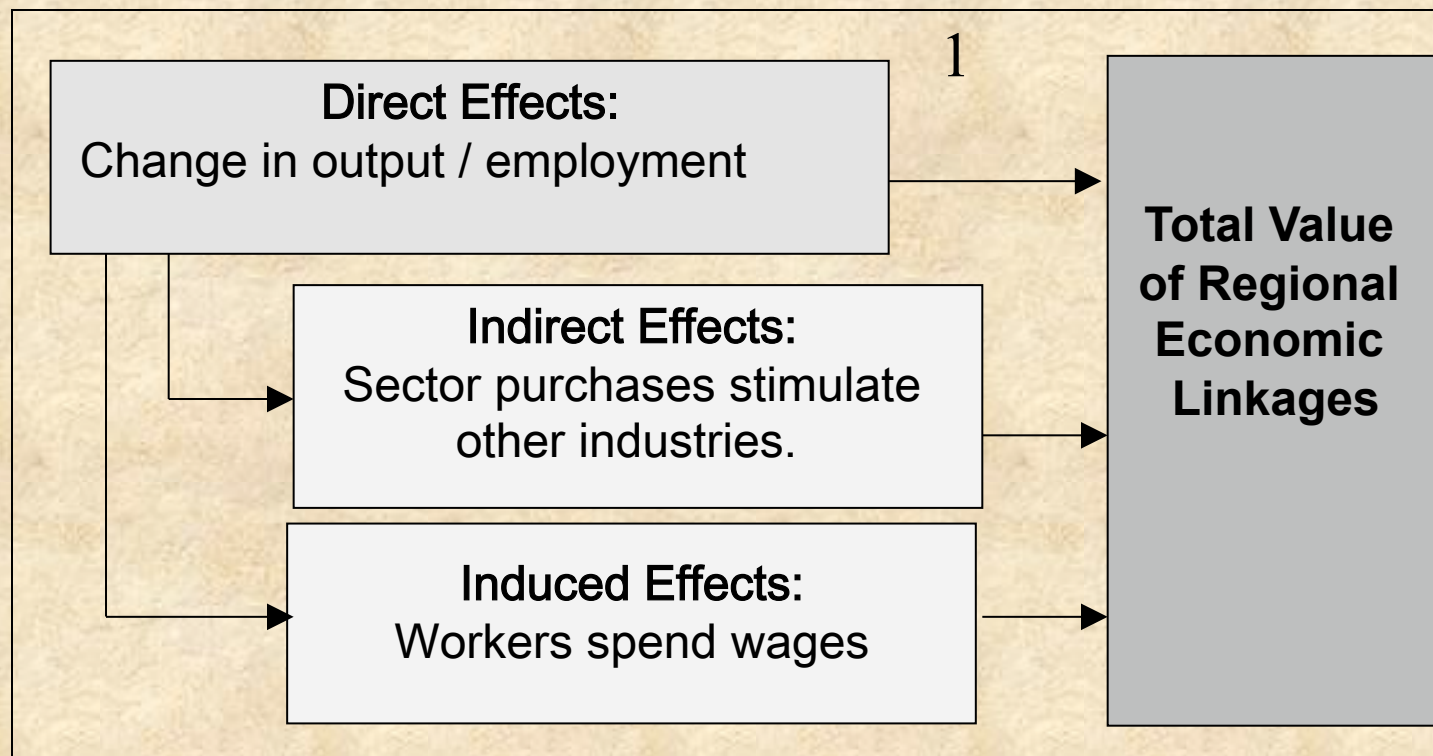 1
Direct Effects:
Change in output / employment
Indirect Effects:
Sector purchases stimulate
other industries.
Induced Effects:
Workers spend wages
Total Value
of Regional
Economic
Linkages